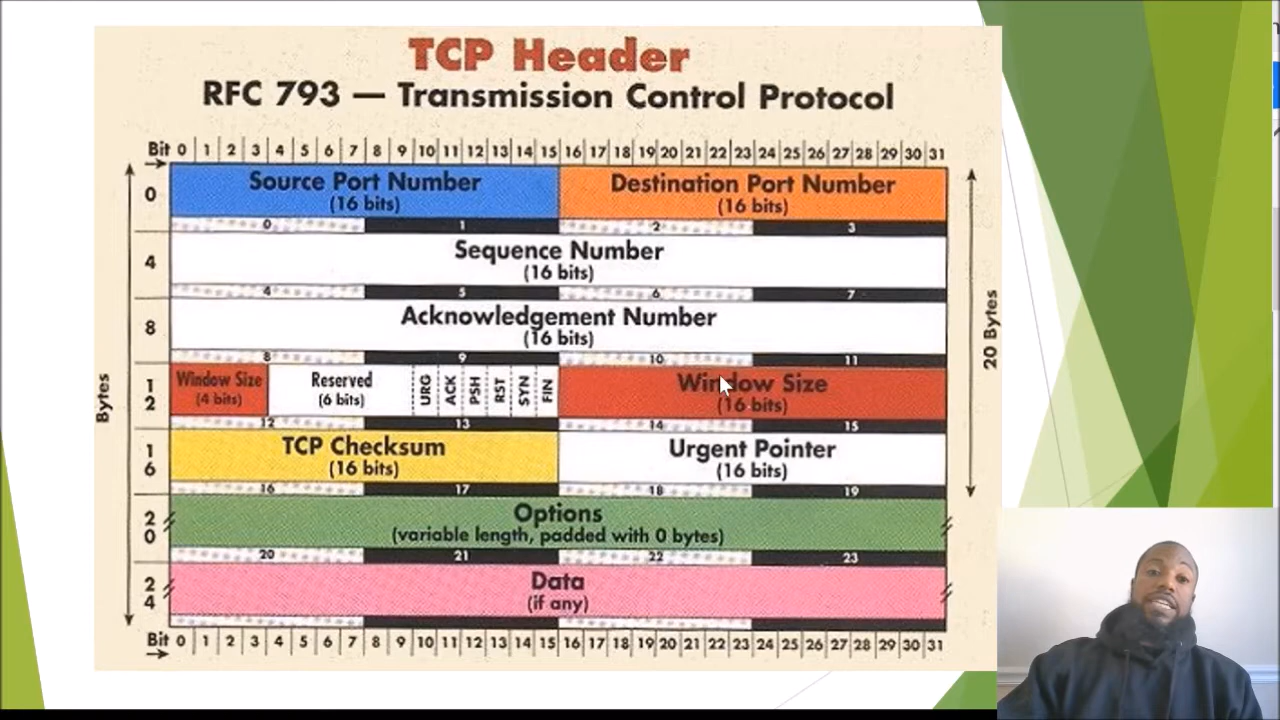 TCP Header
RFC 793 — Transmission Control Protocol
Bit 0 1 2 3 4 5 6 7 8 9 10 11 12 13 14 15 16 17 18 19 20 21 22 23 24 25 26 27 28 29 30 31
0
Source Port Number
(16 bits)
Destination Port Number
(16 bits)
0 1 2 3
4
Sequence Number
(16 bits)
4 5 6 7
8
Acknowledgement Number
(16 bits)
8 9 10 11
12
Window Size
(4 bits)
Reserved
(6 bits)
URG
ACK
PSH
RST
SYN
FIN
Window Size
(16 bits)
12 13 14 15
16
TCP Checksum
(16 bits)
Urgent Pointer
(16 bits)
16 17 18 19
20
Options
(variable length, padded with 0 bytes)
20 21 22 23
24
Data
(if any)
Bit 0 1 2 3 4 5 6 7 8 9 10 11 12 13 14 15 16 17 18 19 20 21 22 23 24 25 26 27 28 29 30 31
Bytes
20 Bytes